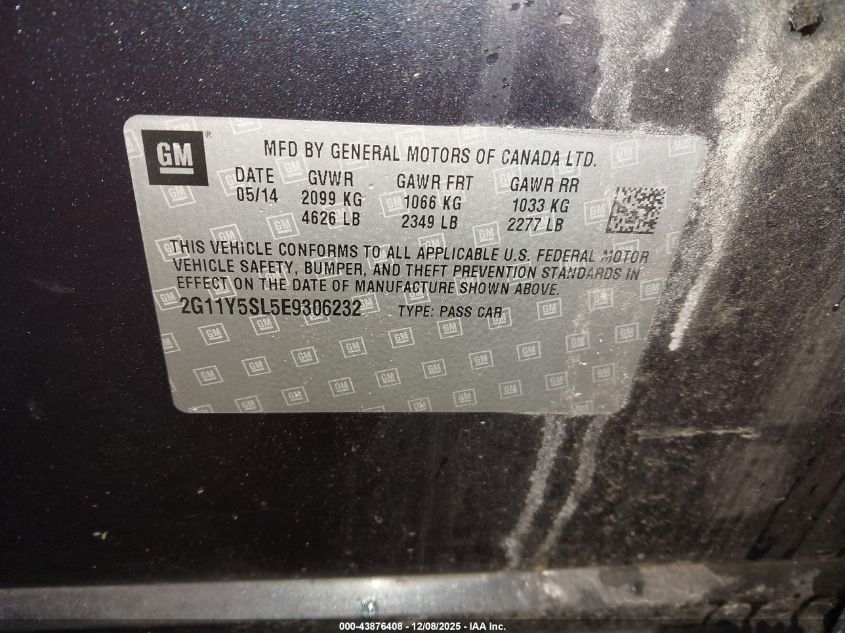 GM®
MFD BY GENERAL MOTORS OF CANADA LTD.
DATE GVWR GAWR FRT GAWR RR
05/14 2099 KG 1066 KG 1033 KG
4626 LB 2349 LB 2277 LB
THIS VEHICLE CONFORMS TO ALL APPLICABLE U.S. FEDERAL MOTOR
VEHICLE SAFETY, BUMPER, AND THEFT PREVENTION STANDARDS IN
EFFECT ON THE DATE OF MANUFACTURE SHOWN ABOVE.
2G11Y5SL5E9306232 TYPE: PASS CAR
000-43876408 - 12/08/2025 - IAA Inc.